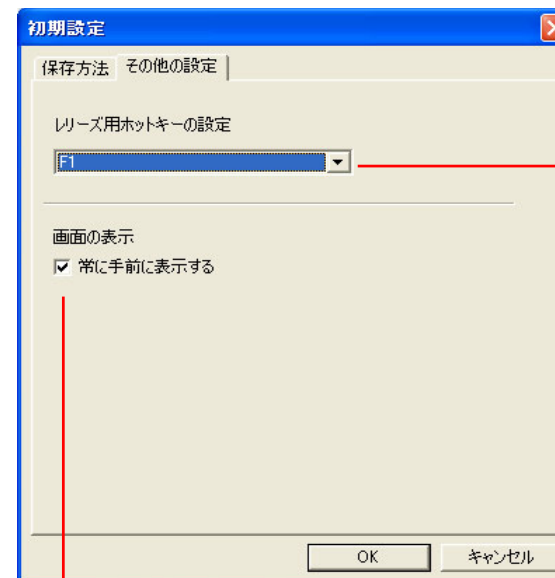 初期設定
保存方法 その他の設定
レリーズ用ホットキーの設定
F1
画面の表示
常に手前に表示する
OK キャンセル